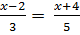 x−2/3 = x+4/5